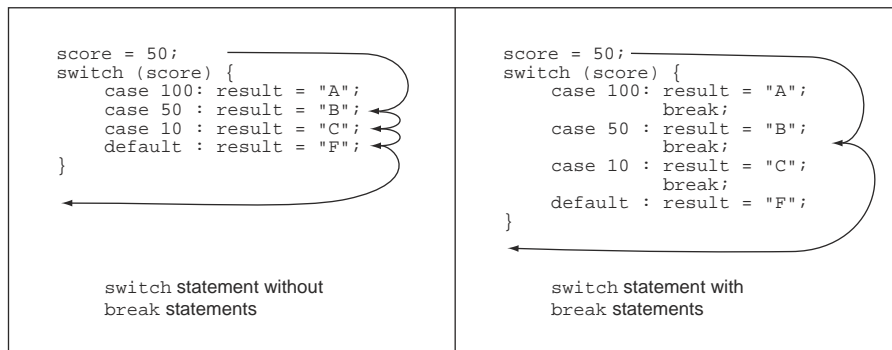 score = 50;
switch (score) {
    case 100: result = "A";
    case 50 : result = "B";
    case 10 : result = "C";
    default : result = "F";
}
switch statement without
break statements
score = 50;
switch (score) {
    case 100: result = "A";
              break;
    case 50 : result = "B";
              break;
    case 10 : result = "C";
              break;
    default : result = "F";
}
switch statement with
break statements